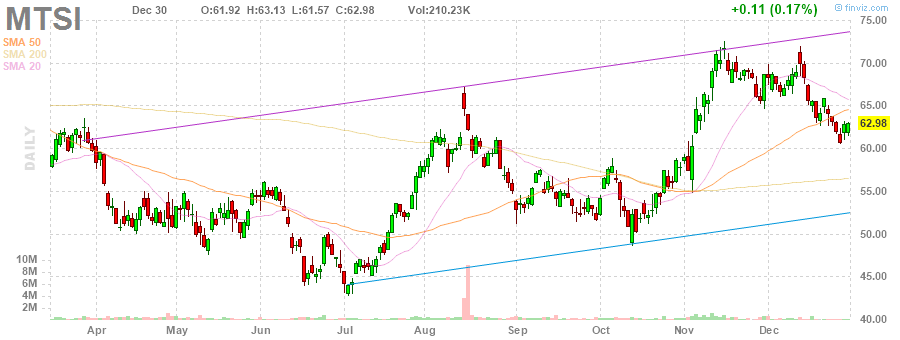 MTSI
Dec 30 O:61.92 H:63.13 L:61.57 C:62.98 Vol:210.23K
+0.11 (0.17%)
© finviz.com
SMA 50
SMA 200
SMA 20
DAILY
75.00
70.00
65.00
62.98
60.00
55.00
50.00
45.00
40.00
10M
8M
6M
4M
2M
Apr May Jun Jul Aug Sep Oct Nov Dec